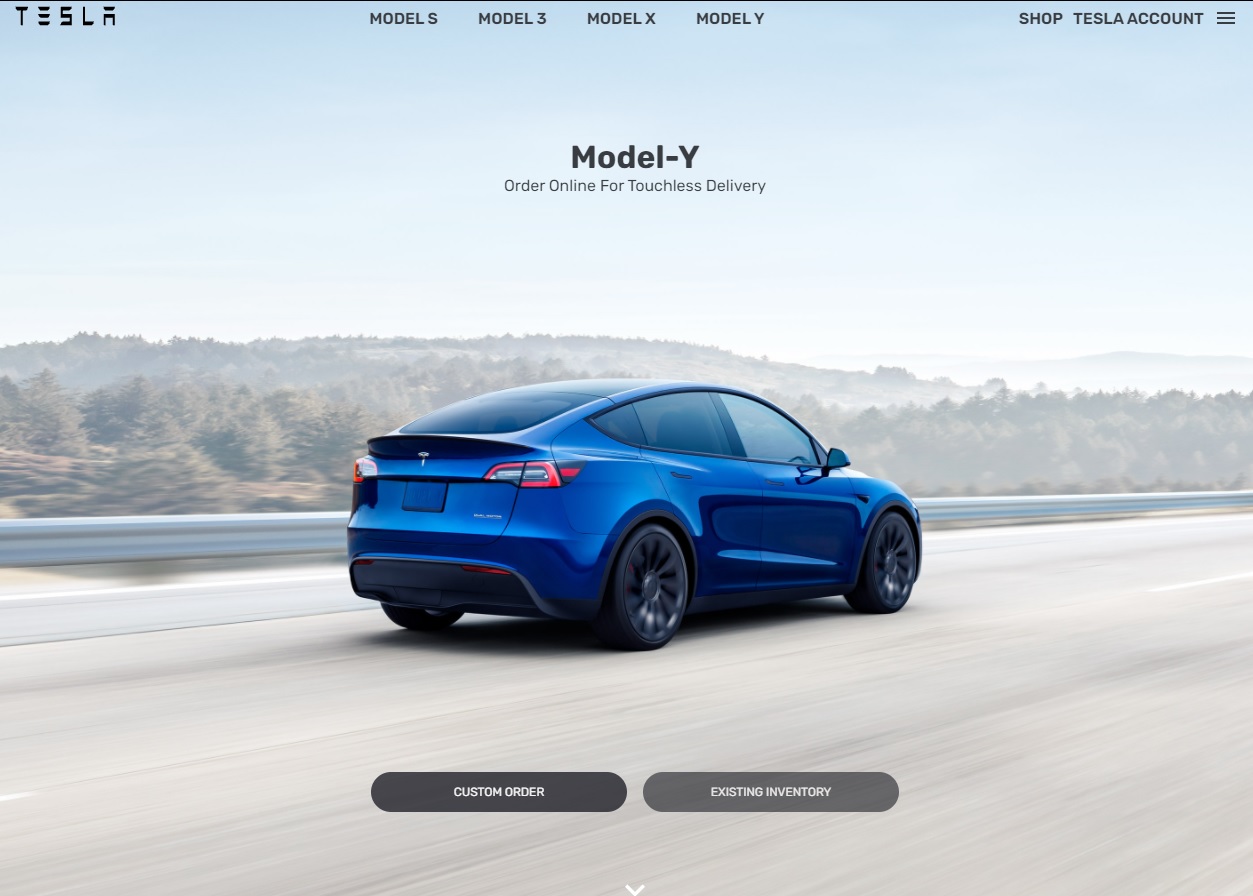 TESLA
MODEL S MODEL 3 MODEL X MODEL Y
SHOP TESLA ACCOUNT
Model-Y
Order Online For Touchless Delivery
CUSTOM ORDER EXISTING INVENTORY